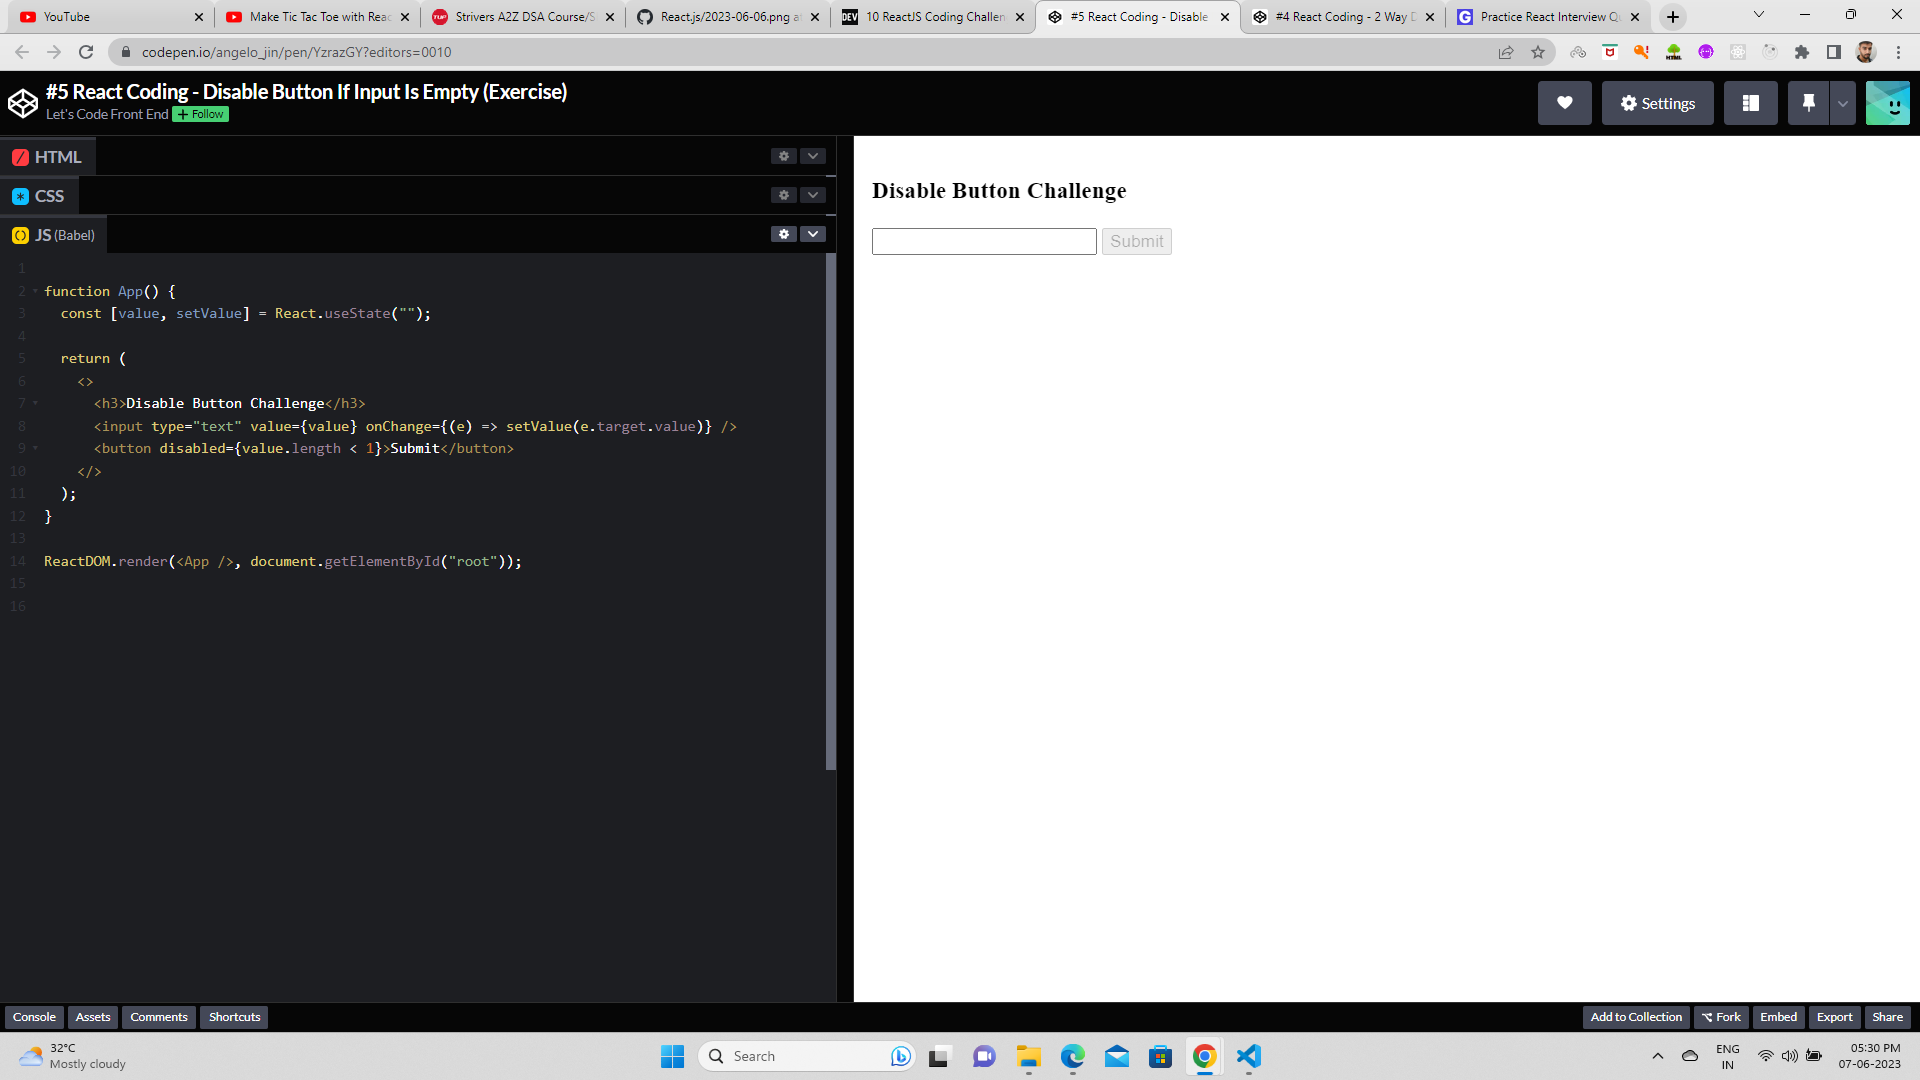 YouTube
Make Tic Tac Toe with Reac
Strivers A2Z DSA Course/S
React.js/2023-06-06.png at
10 ReactJS Coding Challen
#5 React Coding - Disable
#4 React Coding - 2 Way D
Practice React Interview Qu
codepen.io/angelo_jin/pen/YzrazGY?editors=0010
#5 React Coding - Disable Button If Input Is Empty (Exercise)
Let's Code Front End + Follow
Settings
HTML
CSS
JS (Babel)
1
2 function App() {
3 const [value, setValue] = React.useState("");
4
5 return (
6 <>
7 <h3>Disable Button Challenge</h3>
8 <input type="text" value={value} onChange={(e) => setValue(e.target.value)} />
9 <button disabled={value.length < 1}>Submit</button>
10 </>
11 );
12 }
13
14 ReactDOM.render(<App />, document.getElementById("root"));
15
16
Disable Button Challenge
Submit
Console Assets Comments Shortcuts
Add to Collection Fork Embed Export Share
32°C
Mostly cloudy
Search
ENG
IN
05:30 PM
07-06-2023